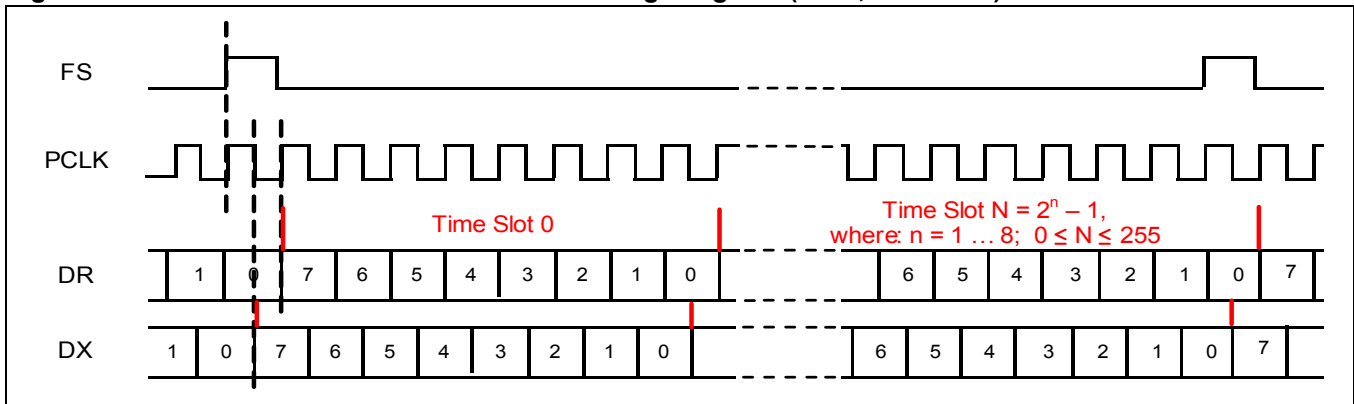 FS
PCLK
Time Slot 0
Time Slot N = 2ⁿ – 1,
where: n = 1 … 8; 0 ≤ N ≤ 255
DR 1 0 7 6 5 4 3 2 1 0 6 5 4 3 2 1 0 7
DX 1 0 7 6 5 4 3 2 1 0 6 5 4 3 2 1 0 7